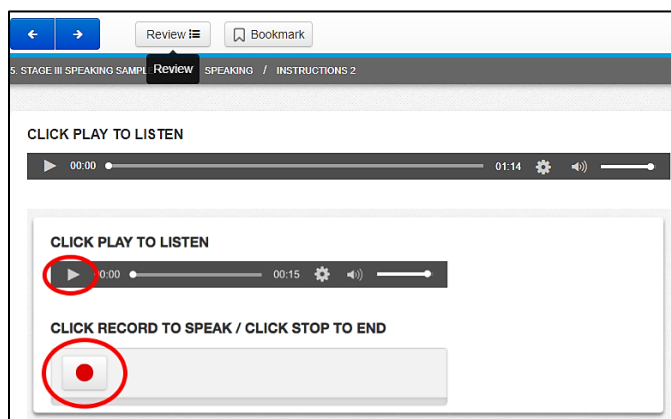 Review Bookmark
5. STAGE III SPEAKING SAMPL Review SPEAKING / INSTRUCTIONS 2
CLICK PLAY TO LISTEN
00:00 01:14
CLICK PLAY TO LISTEN
00:00 00:15
CLICK RECORD TO SPEAK / CLICK STOP TO END